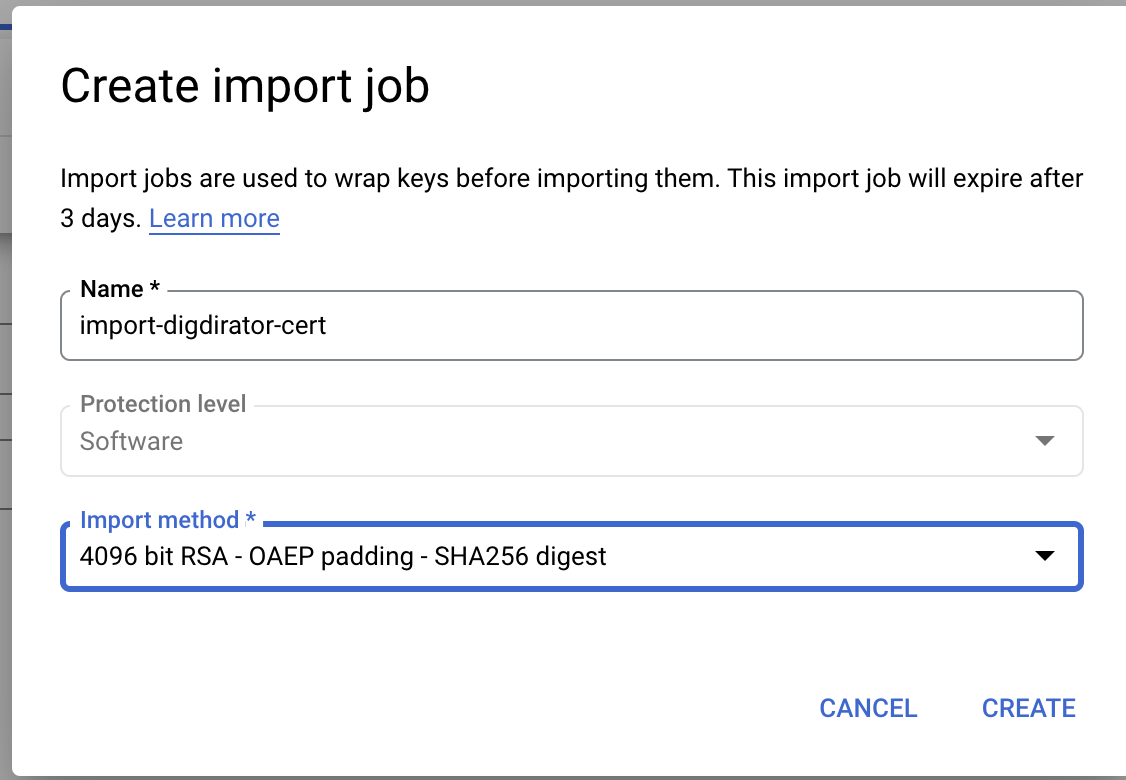 Create import job
Import jobs are used to wrap keys before importing them. This import job will expire after
3 days. Learn more
Name *
import-digdirator-cert
Protection level
Software
Import method *
4096 bit RSA - OAEP padding - SHA256 digest
CANCEL CREATE